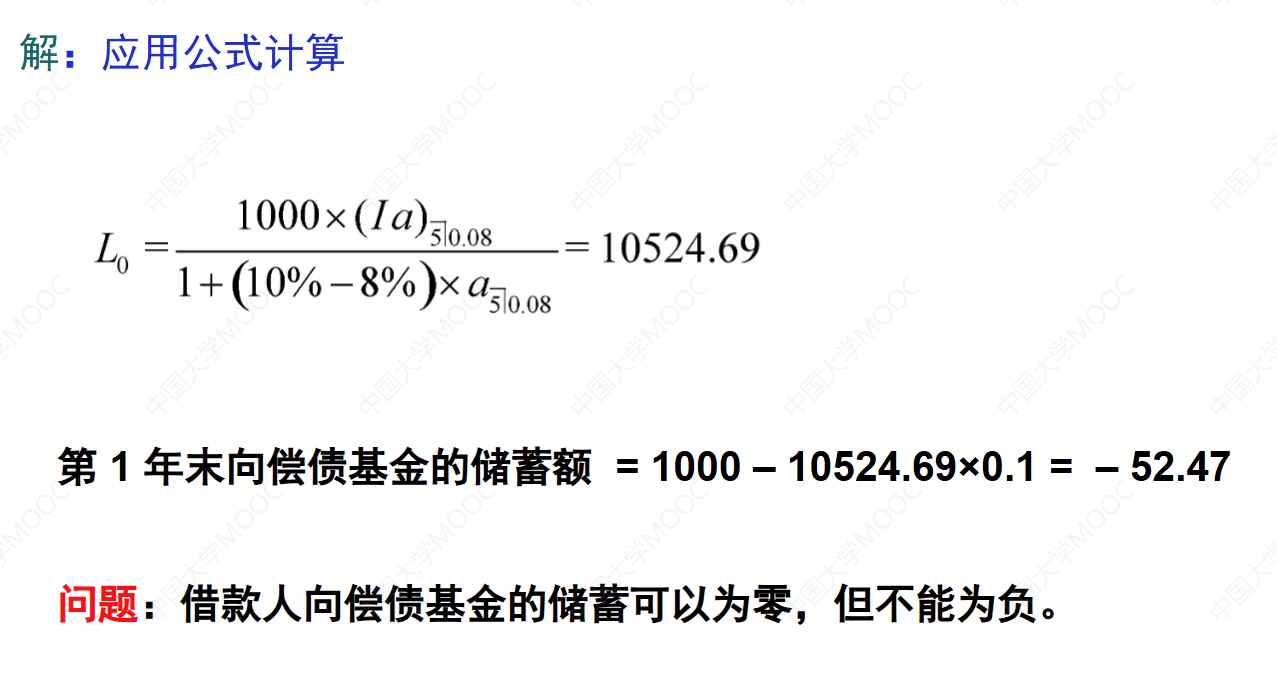 解：应用公式计算
L₀ = \frac{1000×(Ia)_{\overline{5}|0.08}}{1+(10%−8%)×a_{\overline{5}|0.08}} = 10524.69
第 1 年末向偿债基金的储蓄额 = 1000 – 10524.69×0.1 = – 52.47
问题：借款人向偿债基金的储蓄可以为零，但不能为负。
中国大学MOOC